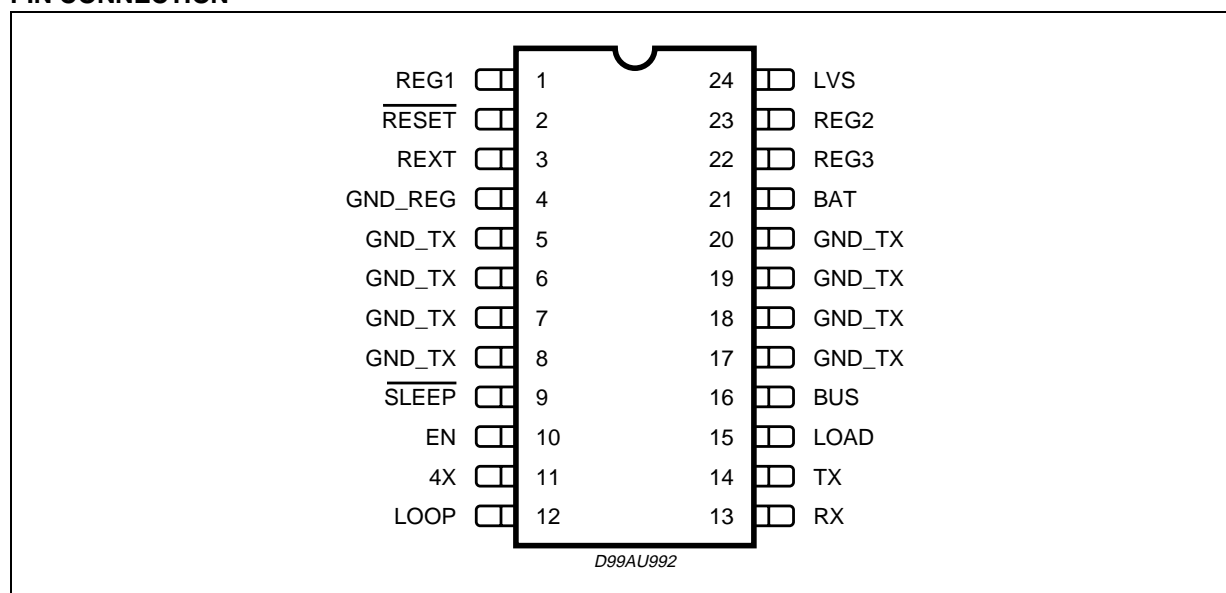 PIN CONNECTION
REG1 1 24 LVS
RESET 2 23 REG2
REXT 3 22 REG3
GND_REG 4 21 BAT
GND_TX 5 20 GND_TX
GND_TX 6 19 GND_TX
GND_TX 7 18 GND_TX
GND_TX 8 17 GND_TX
SLEEP 9 16 BUS
EN 10 15 LOAD
4X 11 14 TX
LOOP 12 13 RX
D99AU992